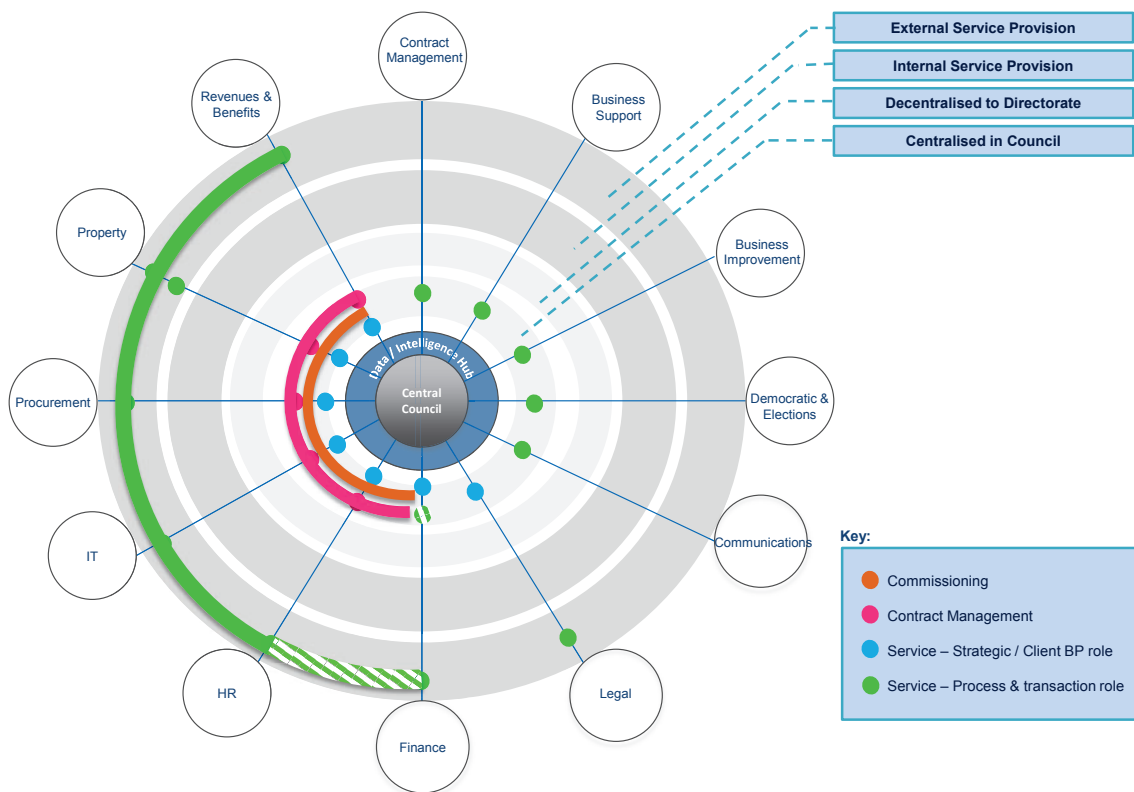 External Service Provision
Internal Service Provision
Decentralised to Directorate
Centralised in Council
Contract
Management
Business
Support
Business
Improvement
Democratic &
Elections
Communications
Legal
Finance
HR
IT
Procurement
Property
Revenues &
Benefits
Data / Intelligence Hub
Central
Council
Key:
Commissioning
Contract Management
Service – Strategic / Client BP role
Service – Process & transaction role